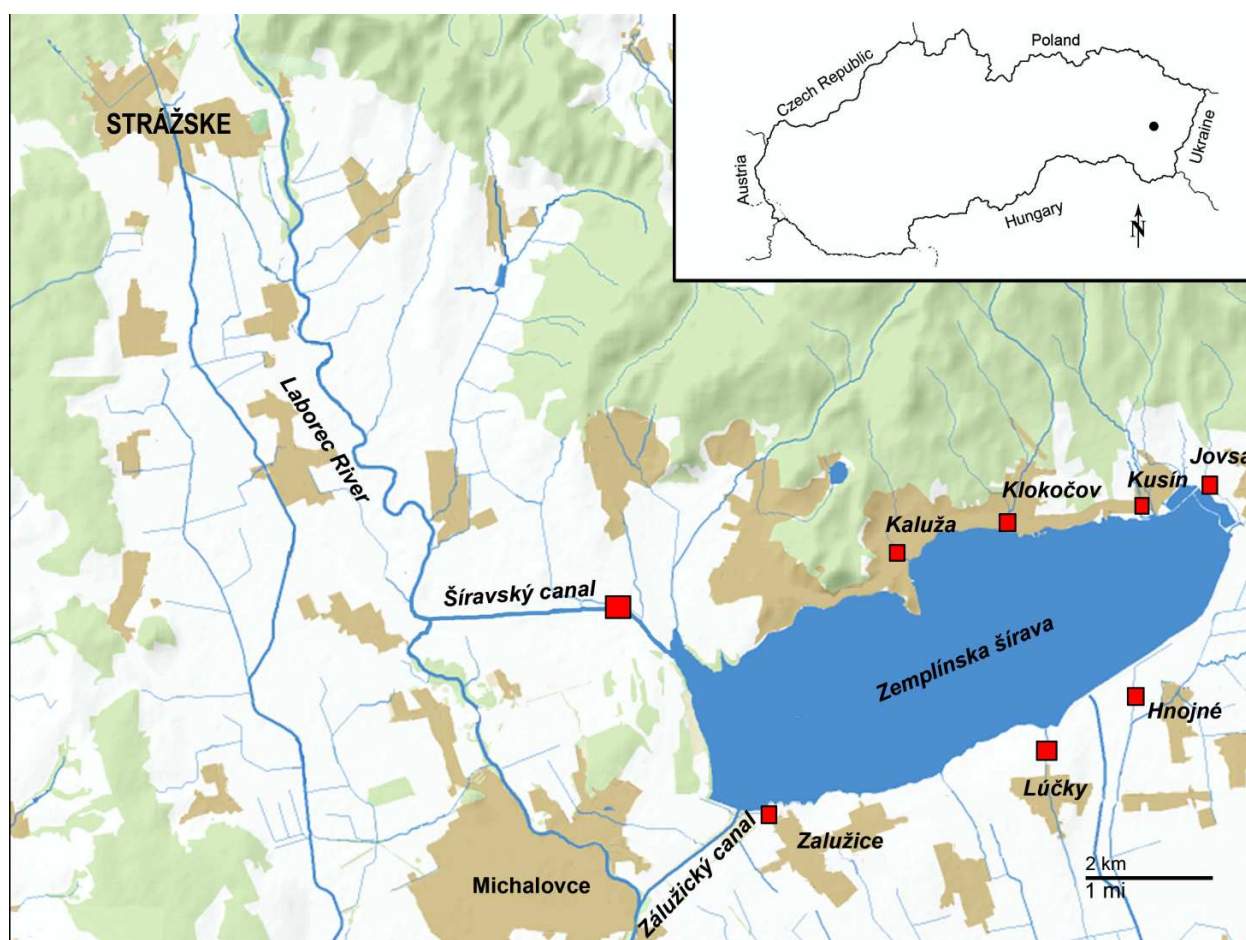 Poland
Czech Republic
Ukraine
Austria
Hungary
N
STRÁŽSKE
Laborec River
Jovsa
Kusín
Klokočov
Kaluža
Šíravský canal
Zemplínska šírava
Hnojné
Lúčky
Zalužice
Zálužický canal
Michalovce
2 km
1 mi